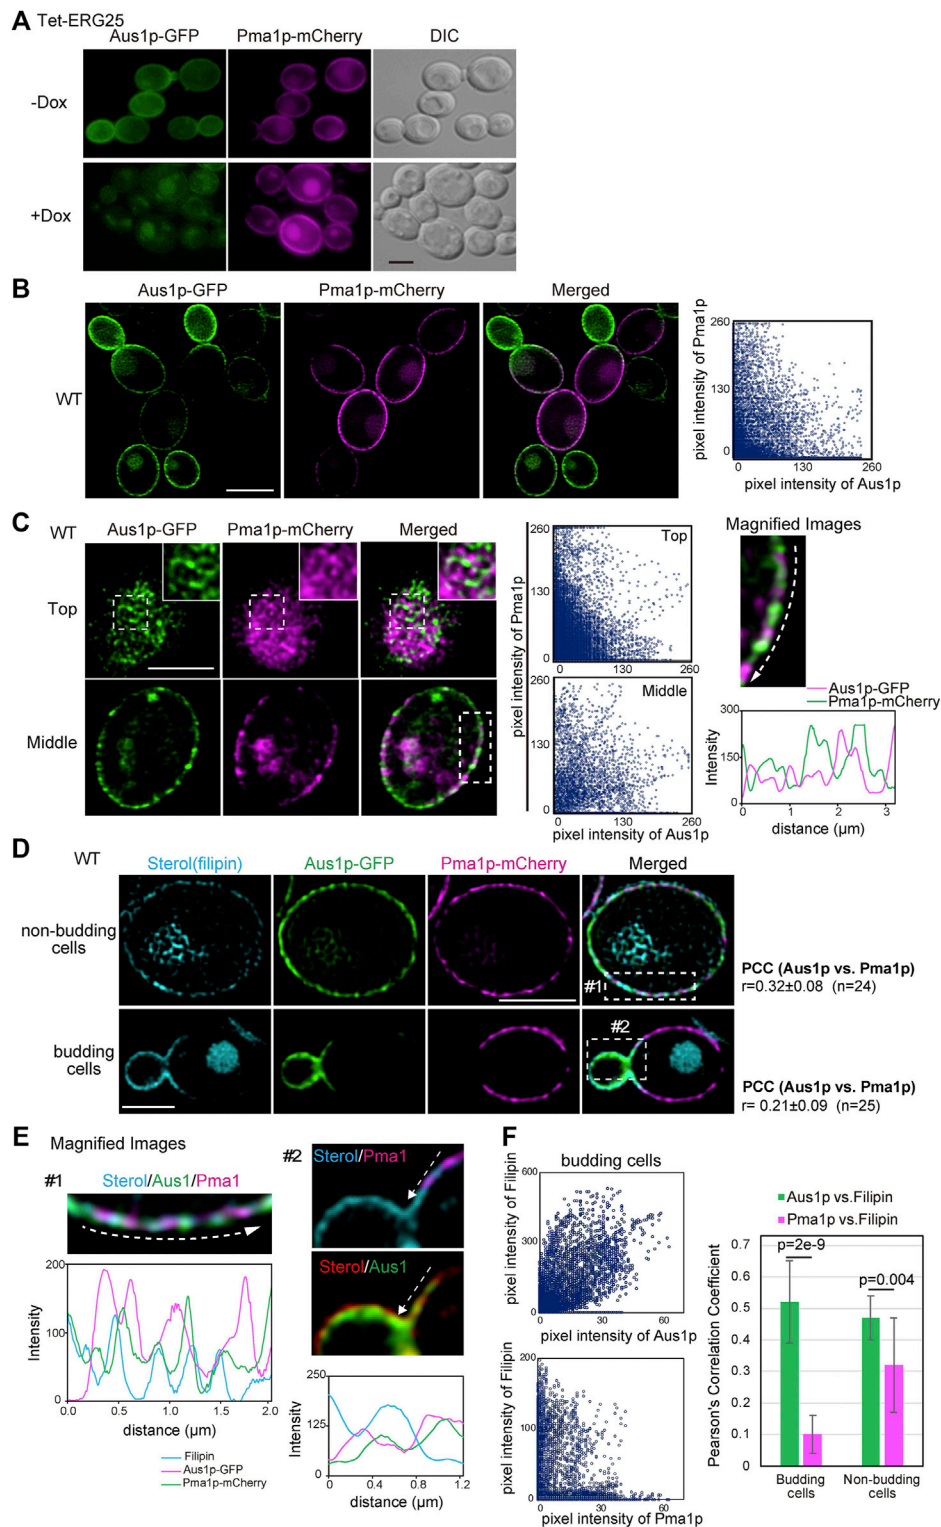 A Tet-ERG25
Aus1p-GFP Pma1p-mCherry DIC
-Dox
+Dox
B Aus1p-GFP Pma1p-mCherry Merged
WT
pixel intensity of Pma1p
260
130
0
0 130 260
pixel intensity of Aus1p
C WT Aus1p-GFP Pma1p-mCherry Merged
Top
Middle
pixel intensity of Pma1p
260
130
0
Top
0 130 260
260
130
0
Middle
0 130 260
pixel intensity of Aus1p
Magnified Images
Aus1p-GFP
Pma1p-mCherry
Intensity
300
150
0
0 1 2 3
distance (μm)
D WT
Sterol(filipin) Aus1p-GFP Pma1p-mCherry Merged
non-budding
cells
#1
PCC (Aus1p vs. Pma1p)
r=0.32±0.08 (n=24)
budding
cells
#2
PCC (Aus1p vs. Pma1p)
r= 0.21±0.09 (n=25)
E Magnified Images
#1 Sterol/Aus1/Pma1
Intensity
200
100
0
0.0 0.5 1.0 1.5 2.0
distance (μm)
Filipin
Aus1p-GFP
Pma1p-mCherry
#2
Sterol/Pma1
Sterol/Aus1
Intensity
250
125
0
0 0.4 0.8 1.2
distance (μm)
F budding cells
pixel intensity of Filipin
600
300
0
0 30 60
pixel intensity of Aus1p
pixel intensity of Filipin
200
100
0
0 30 60
pixel intensity of Pma1p
Aus1p vs.Filipin
Pma1p vs.Filipin
Pearson's Correlation Coefficient
0.7
0.6
0.5
0.4
0.3
0.2
0.1
0
p=2e-9
p=0.004
Budding
cells
Non-budding
cells